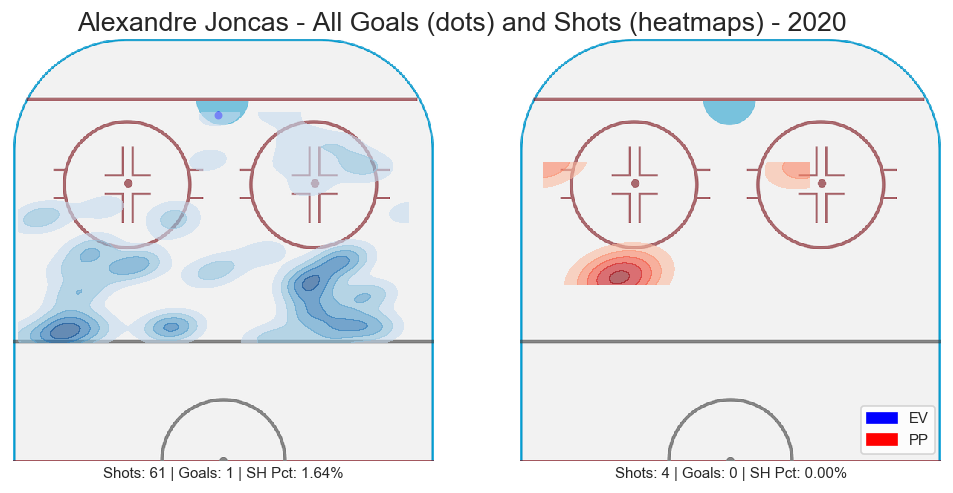 Alexandre Joncas - All Goals (dots) and Shots (heatmaps) - 2020
EV
PP
Shots: 61 | Goals: 1 | SH Pct: 1.64%
Shots: 4 | Goals: 0 | SH Pct: 0.00%